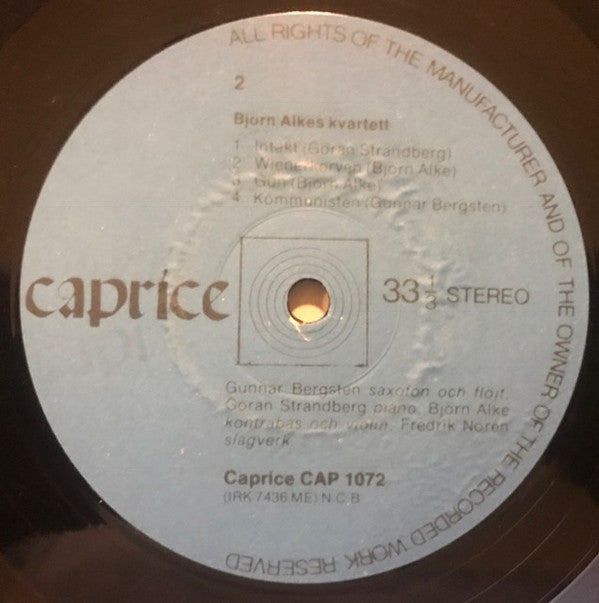 ALL RIGHTS OF THE MANUFACTURER AND OF THE OWNER OF THE RECORDED WORK RESERVED
2
Björn Alkes kvartett
1 Intakt (Göran Strandberg)
2 Wienerkorven (Björn Alke)
3 Gun (Björn Alke)
4 Kommunisten (Gunnar Bergsten)
caprice
33 1/3 STEREO
Gunnar Bergsten saxofon och flöjt.
Göran Strandberg piano. Björn Alke
kontrabas och violin. Fredrik Norén
slagverk
Caprice CAP 1072
(IRK 7436 ME) N C B